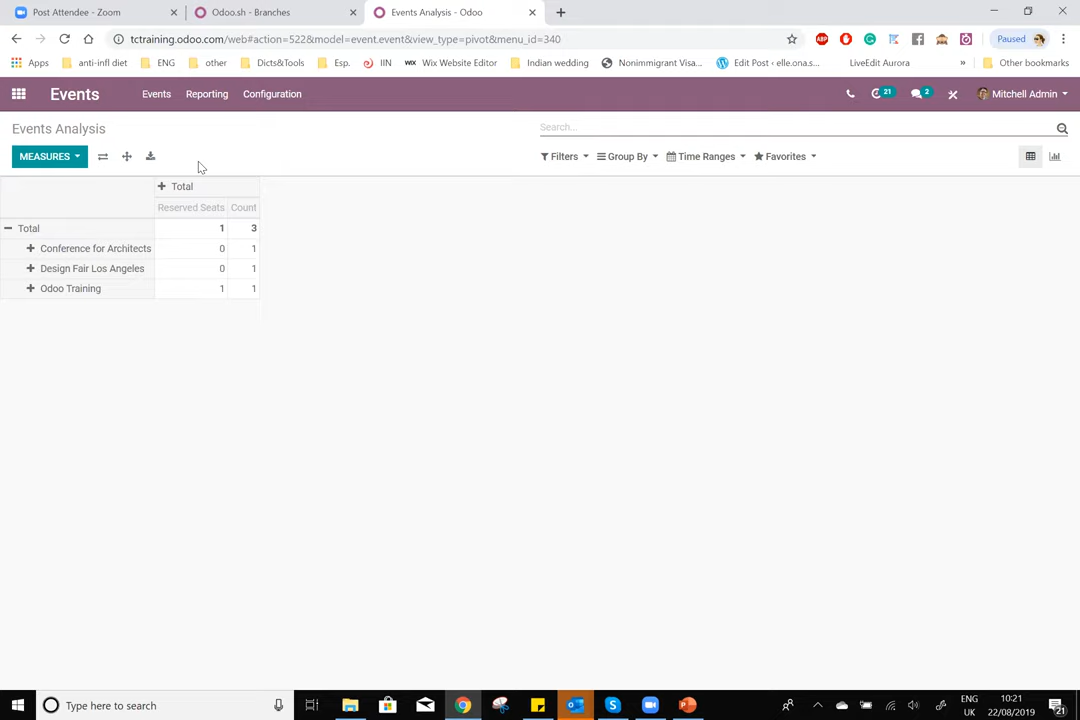 Post Attendee - Zoom
Odoo.sh - Branches
Events Analysis - Odoo
tctraining.odoo.com/web#action=522&model=event.event&view_type=pivot&menu_id=340
ABP
Paused
Apps
anti-infl diet
ENG
other
Dicts&Tools
Esp.
IIN
WIX Wix Website Editor
Indian wedding
Nonimmigrant Visa...
Edit Post ‹ elle.ona.s...
LiveEdit Aurora
»
Other bookmarks
Events
Events
Reporting
Configuration
21
2
Mitchell Admin
Events Analysis
Search...
MEASURES
Filters
Group By
Time Ranges
Favorites
Total
Reserved Seats
Count
Total
1
3
Conference for Architects
0
1
Design Fair Los Angeles
0
1
Odoo Training
1
1
Type here to search
ENG
UK
10:21
22/08/2019
21